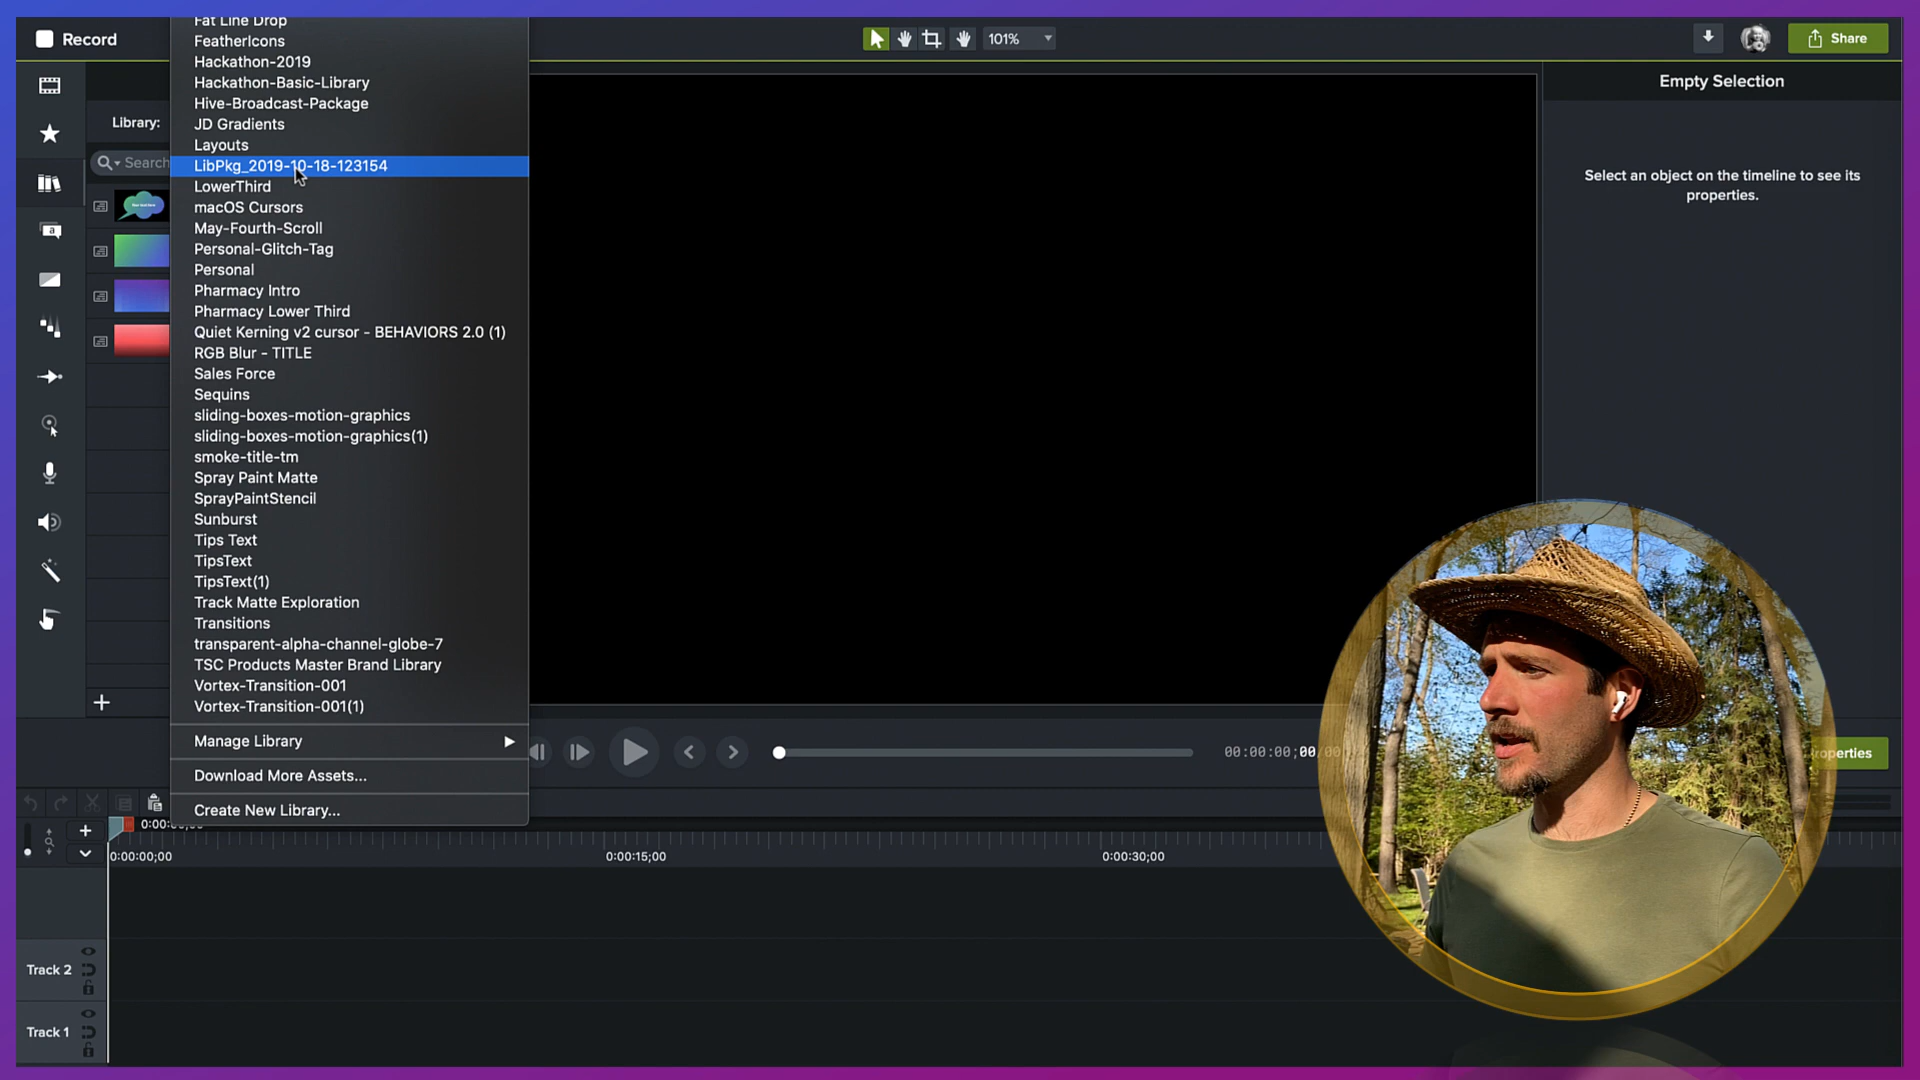 Record
101%
Share
Library:
Search
Fat Line Drop
FeatherIcons
Hackathon-2019
Hackathon-Basic-Library
Hive-Broadcast-Package
JD Gradients
Layouts
LibPkg_2019-10-18-123154
LowerThird
macOS Cursors
May-Fourth-Scroll
Personal-Glitch-Tag
Personal
Pharmacy Intro
Pharmacy Lower Third
Quiet Kerning v2 cursor - BEHAVIORS 2.0 (1)
RGB Blur - TITLE
Sales Force
Sequins
sliding-boxes-motion-graphics
sliding-boxes-motion-graphics(1)
smoke-title-tm
Spray Paint Matte
SprayPaintStencil
Sunburst
Tips Text
TipsText
TipsText(1)
Track Matte Exploration
Transitions
transparent-alpha-channel-globe-7
TSC Products Master Brand Library
Vortex-Transition-001
Vortex-Transition-001(1)
Manage Library
Download More Assets...
Create New Library...
Empty Selection
Select an object on the timeline to see its
properties.
00:00:00;00/00
operties
0:00:00;00
0:00:00;00
0:00:15;00
0:00:30;00
Track 2
Track 1